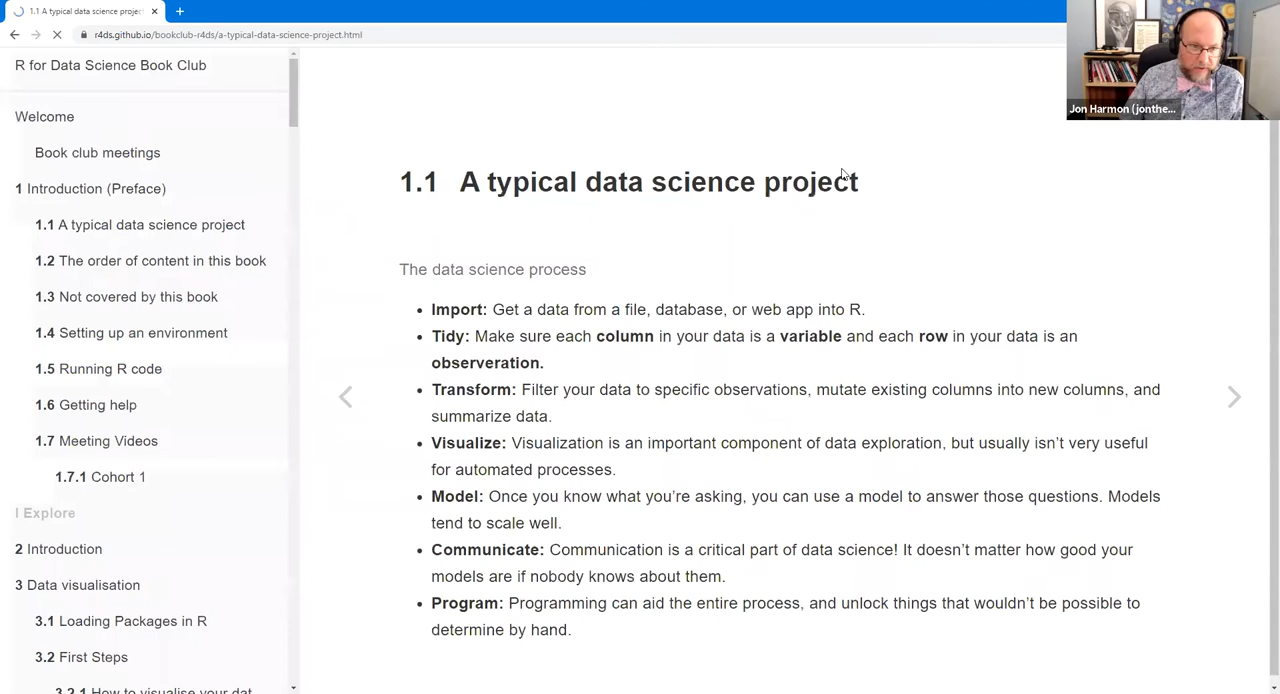 1.1 A typical data science projec
r4ds.github.io/bookclub-r4ds/a-typical-data-science-project.html
R for Data Science Book Club
Welcome
Book club meetings
1 Introduction (Preface)
1.1 A typical data science project
1.2 The order of content in this book
1.3 Not covered by this book
1.4 Setting up an environment
1.5 Running R code
1.6 Getting help
1.7 Meeting Videos
1.7.1 Cohort 1
I Explore
2 Introduction
3 Data visualisation
3.1 Loading Packages in R
3.2 First Steps
3.2.1 How to visualise your dat
1.1 A typical data science project
The data science process
• Import: Get a data from a file, database, or web app into R.
• Tidy: Make sure each column in your data is a variable and each row in your data is an
observeration.
• Transform: Filter your data to specific observations, mutate existing columns into new columns, and
summarize data.
• Visualize: Visualization is an important component of data exploration, but usually isn't very useful
for automated processes.
• Model: Once you know what you're asking, you can use a model to answer those questions. Models
tend to scale well.
• Communicate: Communication is a critical part of data science! It doesn't matter how good your
models are if nobody knows about them.
• Program: Programming can aid the entire process, and unlock things that wouldn't be possible to
determine by hand.
Jon Harmon (jonthe...